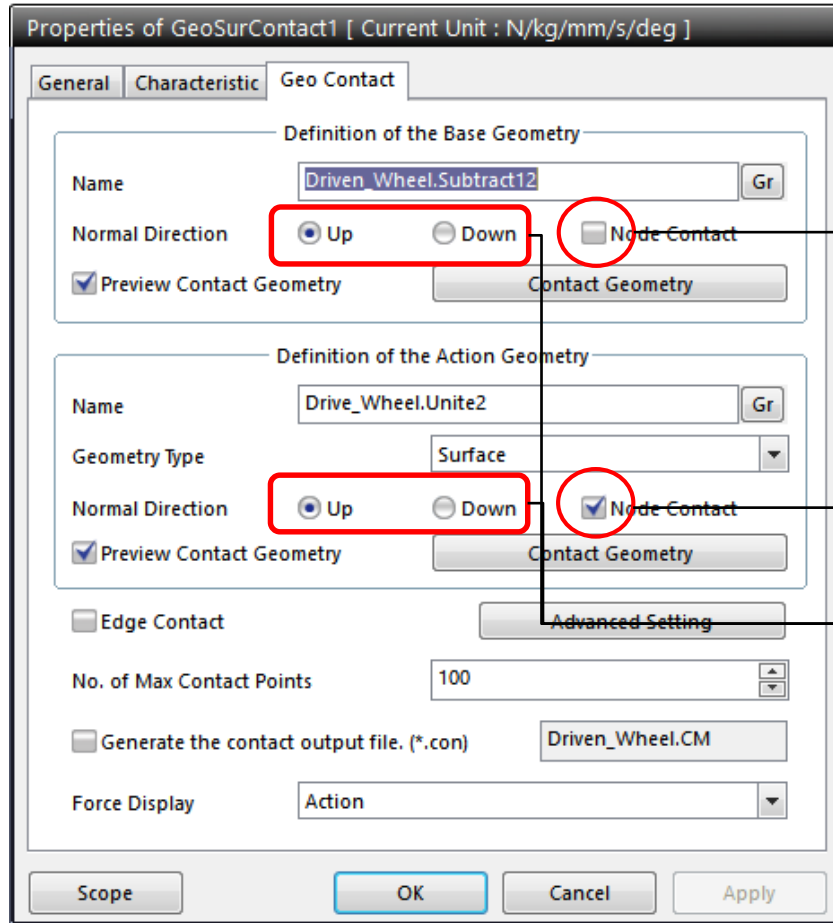 Properties of GeoSurContact1 [ Current Unit : N/kg/mm/s/deg ]
General Characteristic Geo Contact
Definition of the Base Geometry
Name Driven_Wheel.Subtract12 Gr
Normal Direction Up Down Node Contact
Preview Contact Geometry Contact Geometry
Definition of the Action Geometry
Name Drive_Wheel.Unite2 Gr
Geometry Type Surface
Normal Direction Up Down Node Contact
Preview Contact Geometry Contact Geometry
Edge Contact Advanced Setting
No. of Max Contact Points 100
Generate the contact output file. (*.con) Driven_Wheel.CM
Force Display Action
Scope OK Cancel Apply